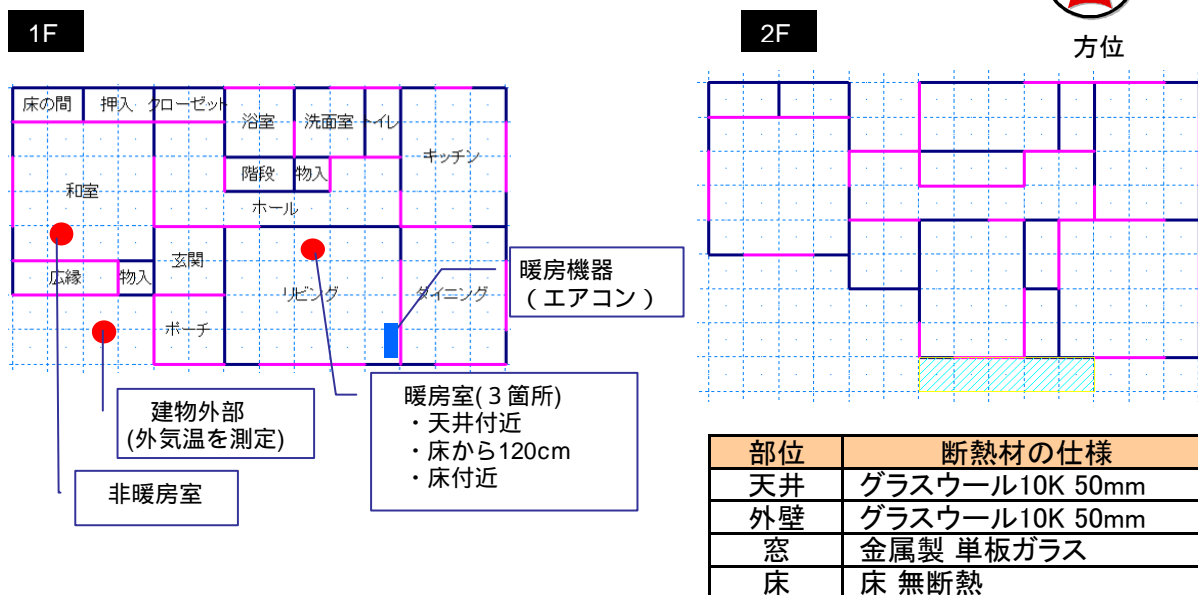 1F
2F
方位
床の間
押入
クローゼット
浴室
洗面室
トイレ
キッチン
階段
物入
和室
ホール
玄関
広縁
物入
リビング
ダイニング
ポーチ
暖房機器
(エアコン)
暖房室(3箇所)
・天井付近
・床から120cm
・床付近
建物外部
(外気温を測定)
非暖房室
部位 断熱材の仕様
天井 グラスウール10K 50mm
外壁 グラスウール10K 50mm
窓 金属製 単板ガラス
床 床 無断熱